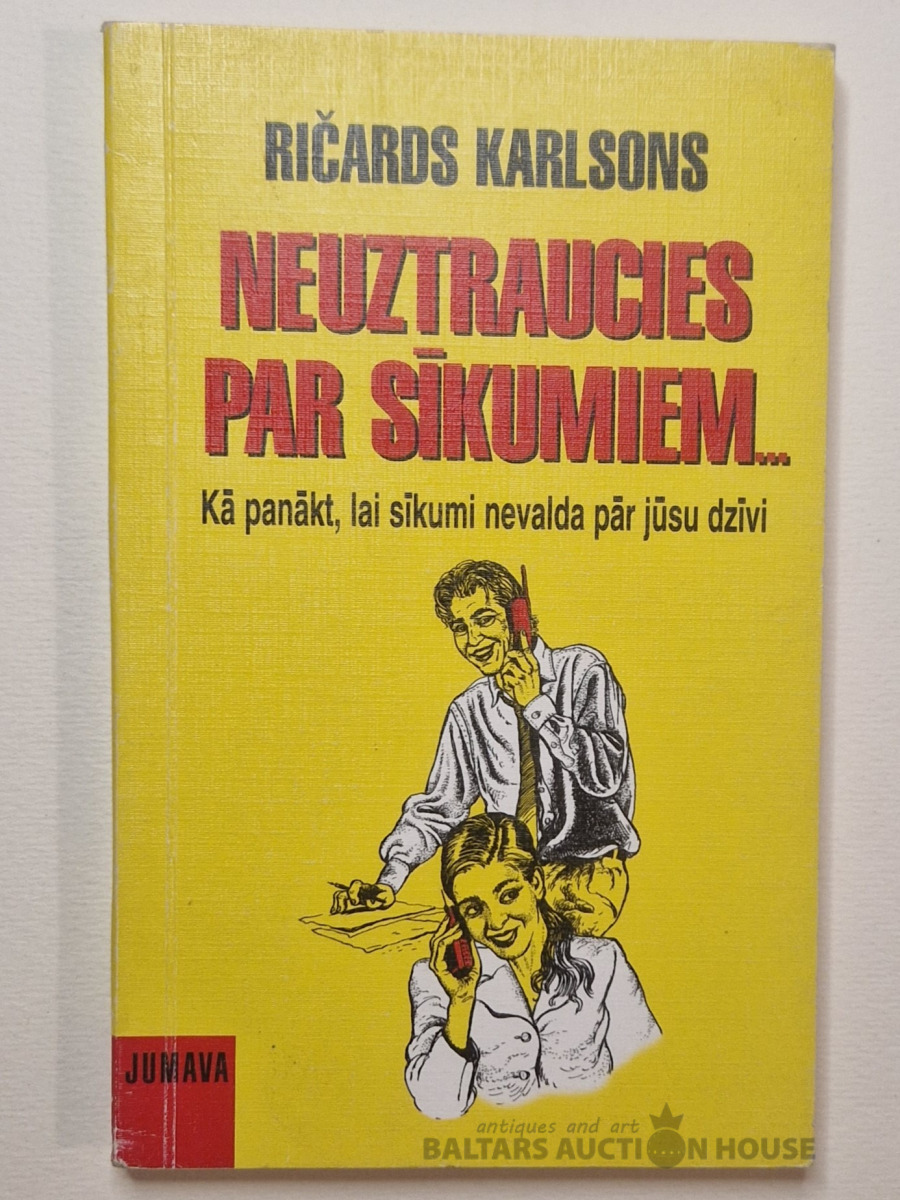 RIČARDS KARLSONS
NEUZTRAUCIES
PAR SĪKUMIEM...
Kā panākt, lai sīkumi nevalda pār jūsu dzīvi
JUMAVA
antiques and art
BALTARS AUCTION HOUSE